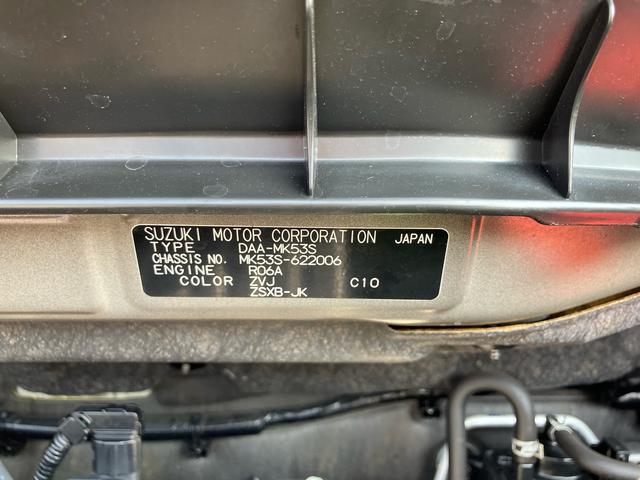 SUZUKI MOTOR CORPORATION JAPAN
TYPE DAA-MK53S
CHASSIS NO. MK53S-622006
ENGINE R06A
COLOR ZVJ C10
ZSXB-JK